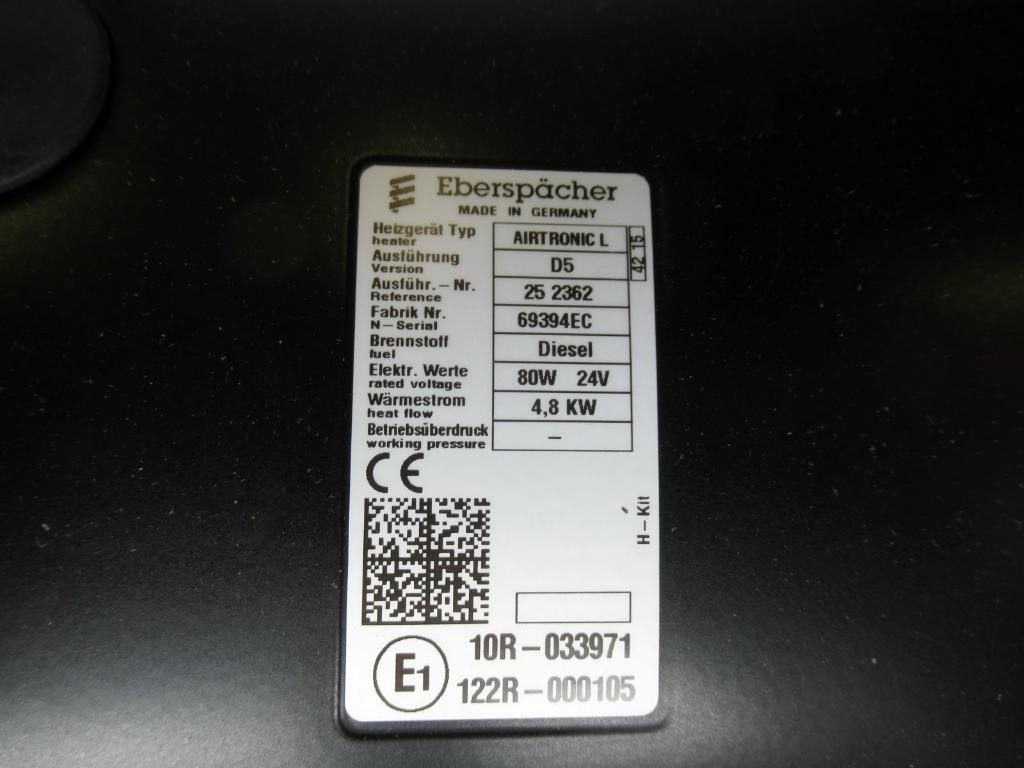 Eberspächer
MADE IN GERMANY
Heizgerät Typ AIRTRONIC L
heater
Ausführung D5
Version
Ausführ.-Nr. 25 2362
Reference
Fabrik Nr. 69394EC
N-Serial
Brennstoff Diesel
fuel
Elektr. Werte 80W 24V
rated voltage
Wärmestrom 4,8 KW
heat flow
Betriebsüberdruck –
working pressure
42 15
CE
H-Kit
E1
10R-033971
122R-000105